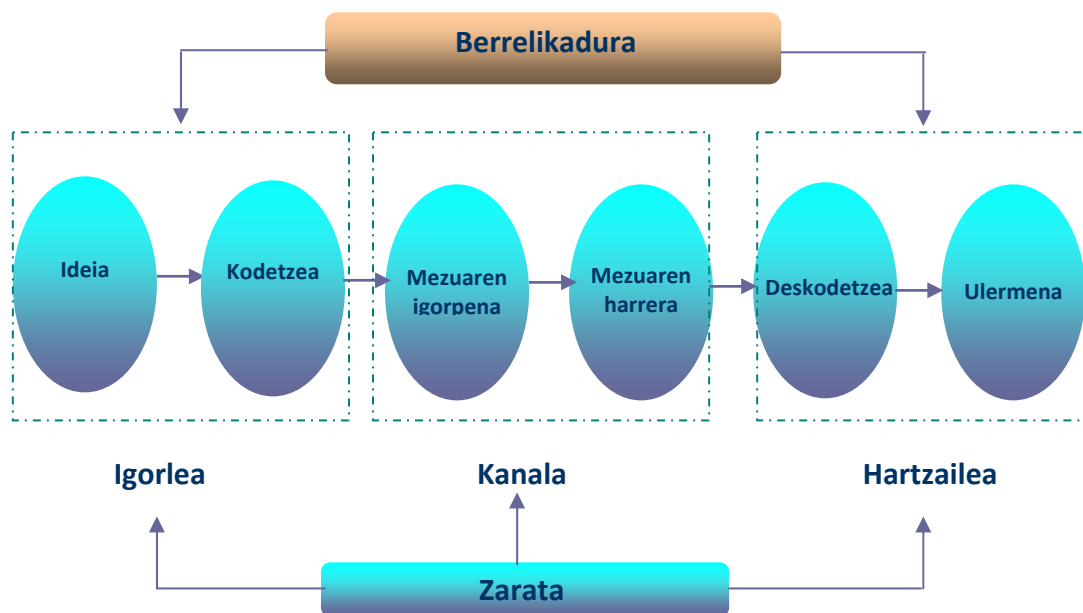 Berrelikadura
Ideia
Kodetzea
Mezuaren
igorpena
Mezuaren
harrera
Deskodetzea
Ulermena
Igorlea
Kanala
Hartzailea
Zarata